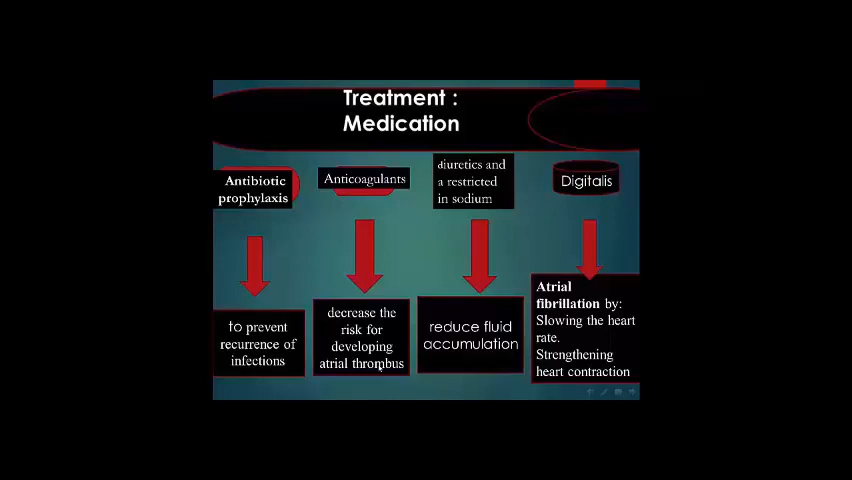 Treatment :
Medication
Antibiotic
prophylaxis
Anticoagulants
diuretics and
a restricted
in sodium
Digitalis
to prevent
recurrence of
infections
decrease the
risk for
developing
atrial thrombus
reduce fluid
accumulation
Atrial
fibrillation by:
Slowing the heart
rate.
Strengthening
heart contraction